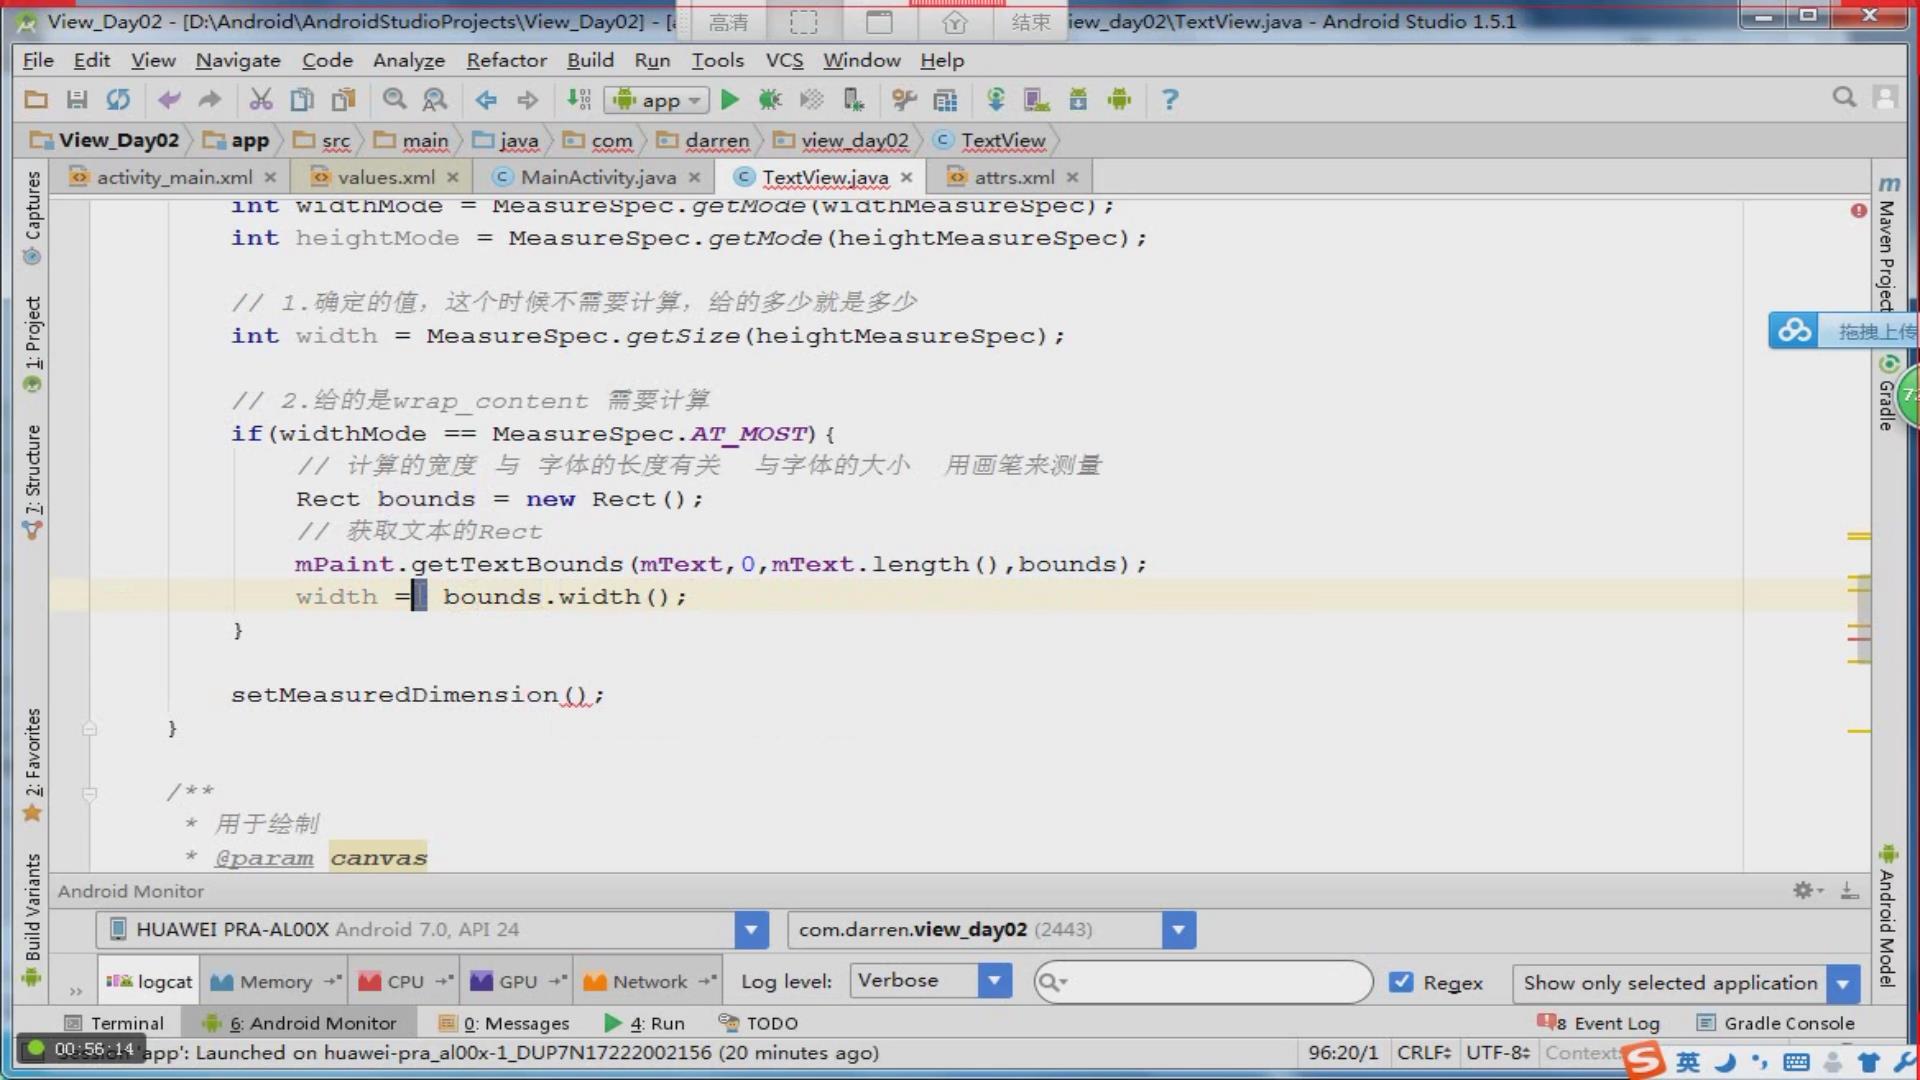 View_Day02 - [D:\Android\AndroidStudioProjects\View_Day02] - [a
高清
结束
iew_day02\TextView.java - Android Studio 1.5.1
File Edit View Navigate Code Analyze Refactor Build Run Tools VCS Window Help
app
View_Day02 app src main java com darren view_day02 TextView
activity_main.xml values.xml MainActivity.java TextView.java attrs.xml
int widthMode = MeasureSpec.getMode(widthMeasureSpec);
int heightMode = MeasureSpec.getMode(heightMeasureSpec);
// 1.确定的值，这个时候不需要计算，给的多少就是多少
int width = MeasureSpec.getSize(heightMeasureSpec);
// 2.给的是wrap_content 需要计算
if(widthMode == MeasureSpec.AT_MOST){
// 计算的宽度 与 字体的长度有关 与字体的大小 用画笔来测量
Rect bounds = new Rect();
// 获取文本的Rect
mPaint.getTextBounds(mText,0,mText.length(),bounds);
width = bounds.width();
}
setMeasuredDimension();
}
/**
* 用于绘制
* @param canvas
Captures
1: Project
7: Structure
2: Favorites
Build Variants
m Maven Project
拖拽上传
72
Gradle
Android Model
Android Monitor
HUAWEI PRA-AL00X Android 7.0, API 24
com.darren.view_day02 (2443)
logcat Memory CPU GPU Network Log level: Verbose Regex Show only selected application
Terminal 6: Android Monitor 0: Messages 4: Run TODO 8 Event Log Gradle Console
00:56:14
'app': Launched on huawei-pra_al00x-1_DUP7N17222002156 (20 minutes ago)
96:20/1 CRLF UTF-8 Context
英